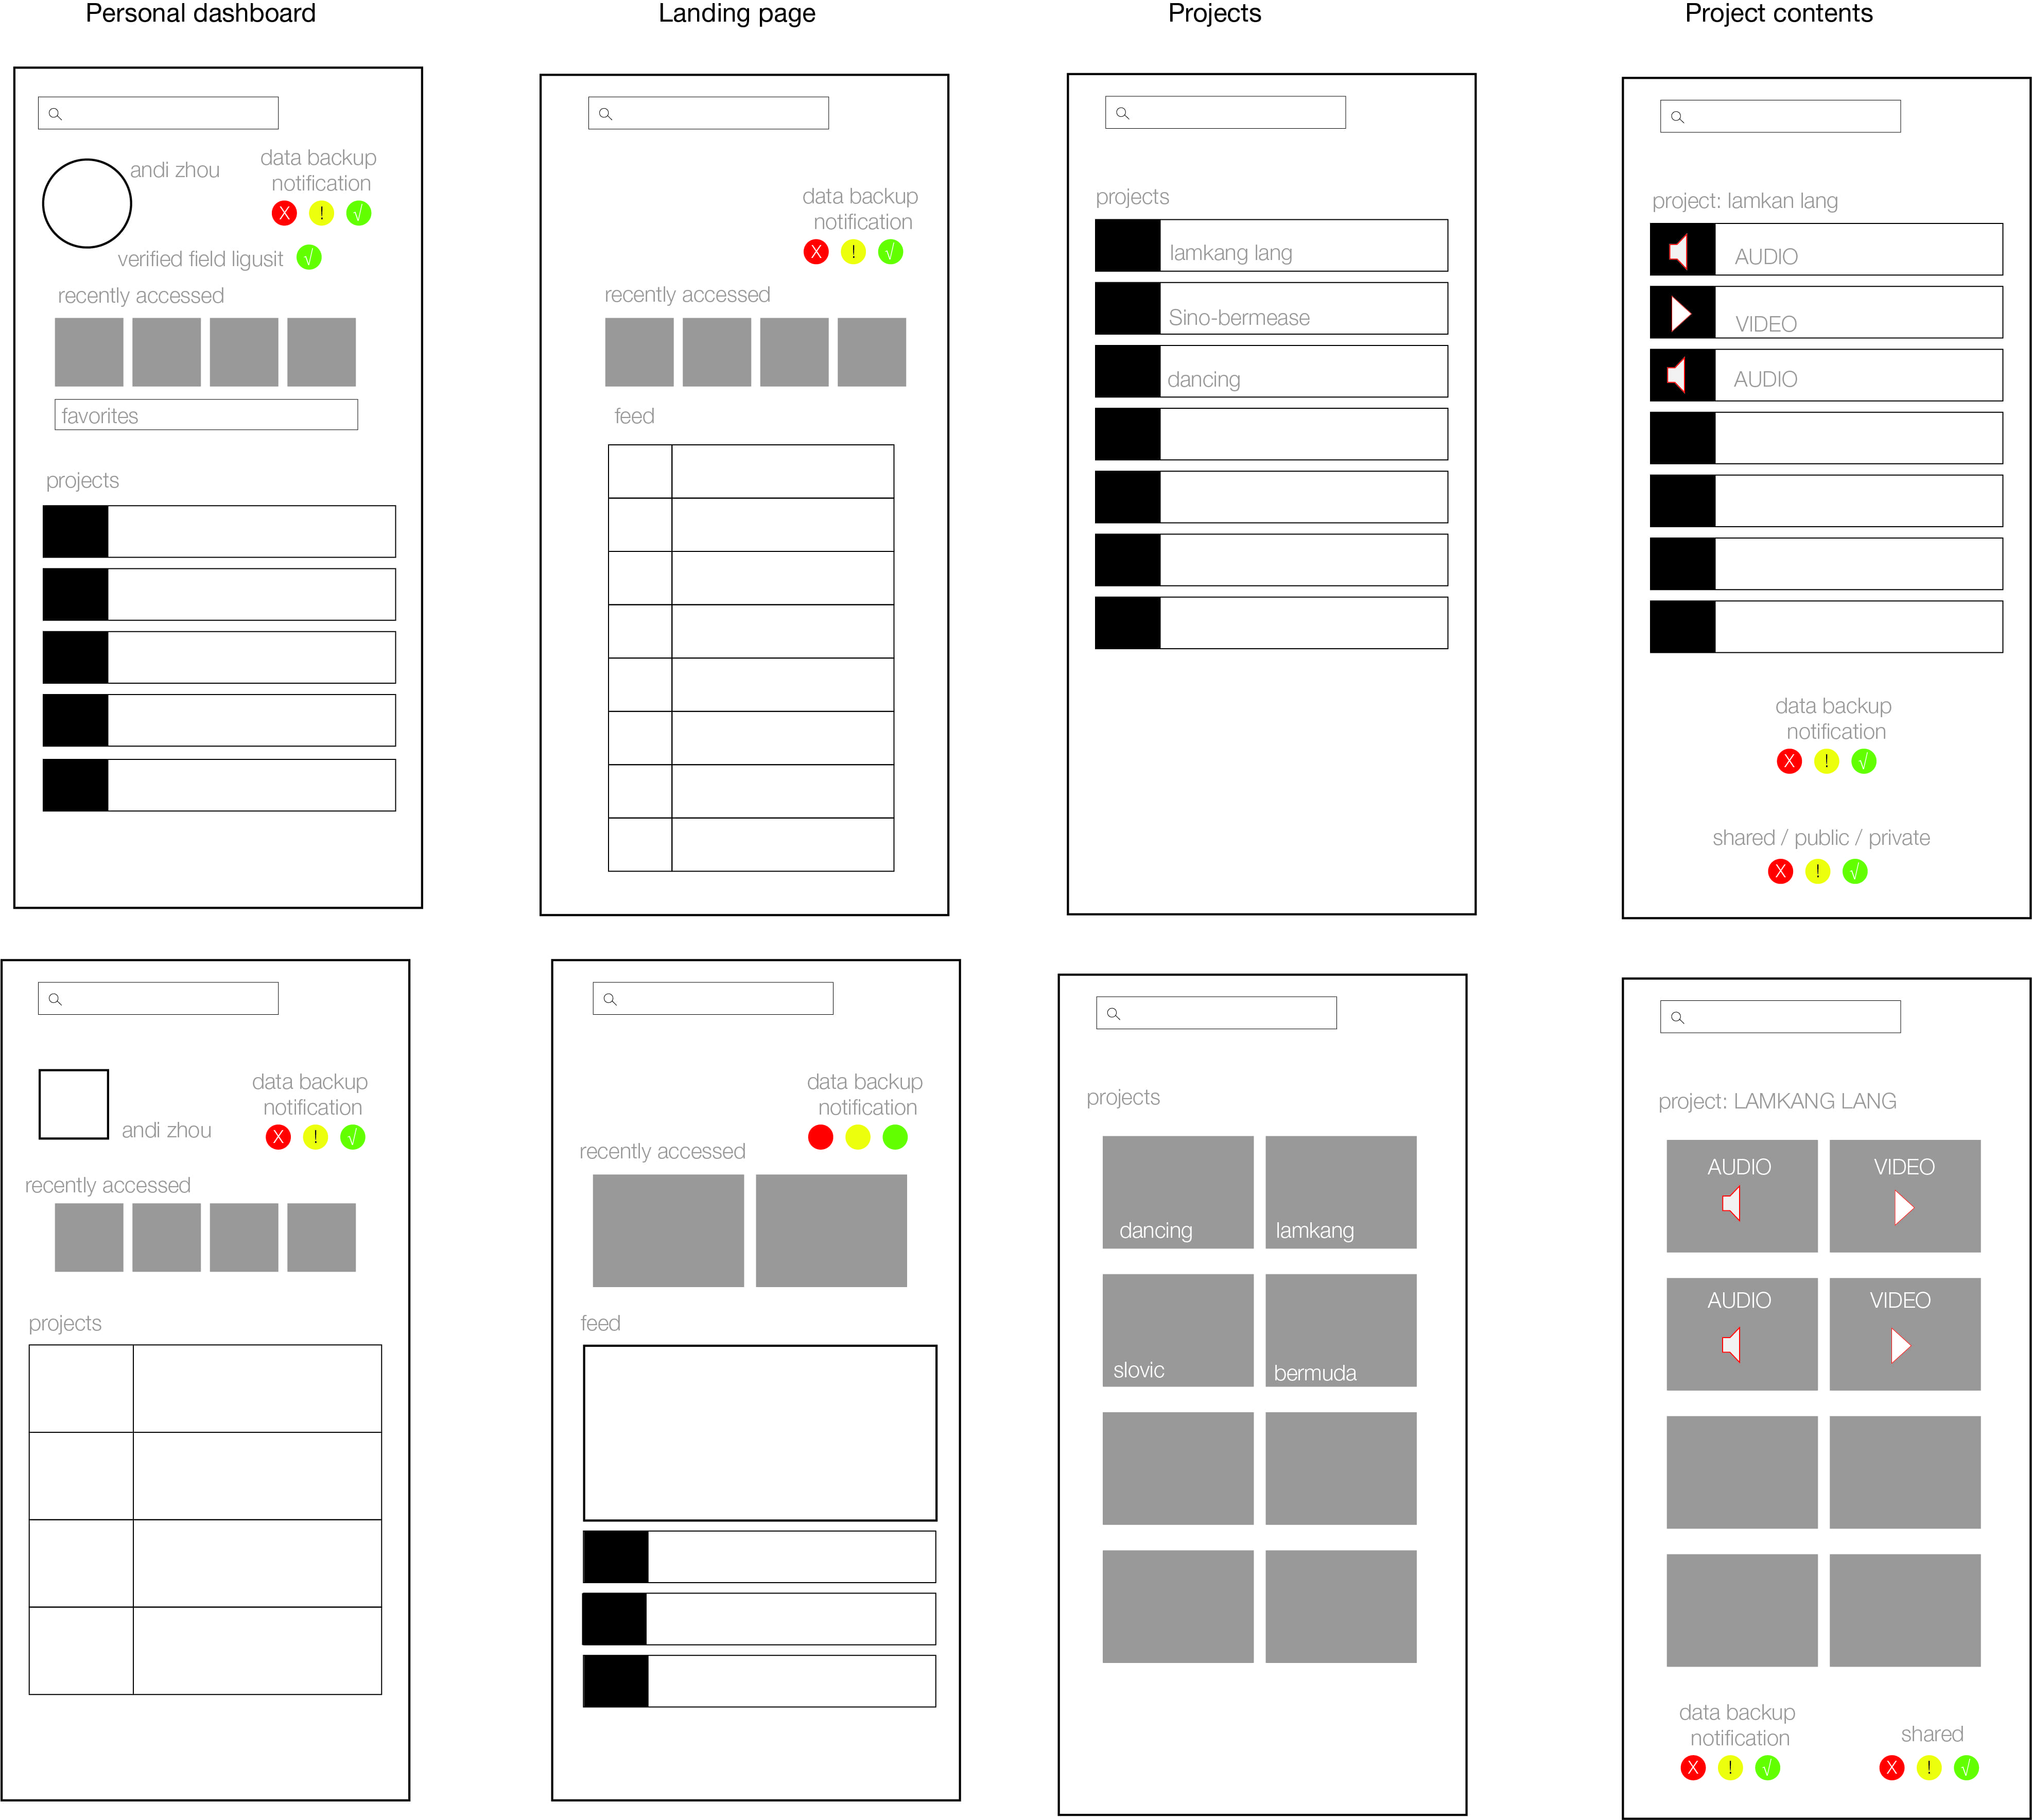 Personal dashboard
Landing page
Projects
Project contents
andi zhou
data backup
notification
X ! √
verified field ligusit √
recently accessed
favorites
projects
data backup
notification
X ! √
recently accessed
feed
projects
lamkang lang
Sino-bermease
dancing
project: lamkan lang
AUDIO
VIDEO
AUDIO
data backup
notification
X ! √
shared / public / private
X ! √
data backup
notification
X ! √
andi zhou
recently accessed
projects
data backup
notification
recently accessed
feed
projects
dancing
lamkang
slovic
bermuda
project: LAMKANG LANG
AUDIO
VIDEO
AUDIO
VIDEO
data backup
notification
X ! √
shared
X ! √